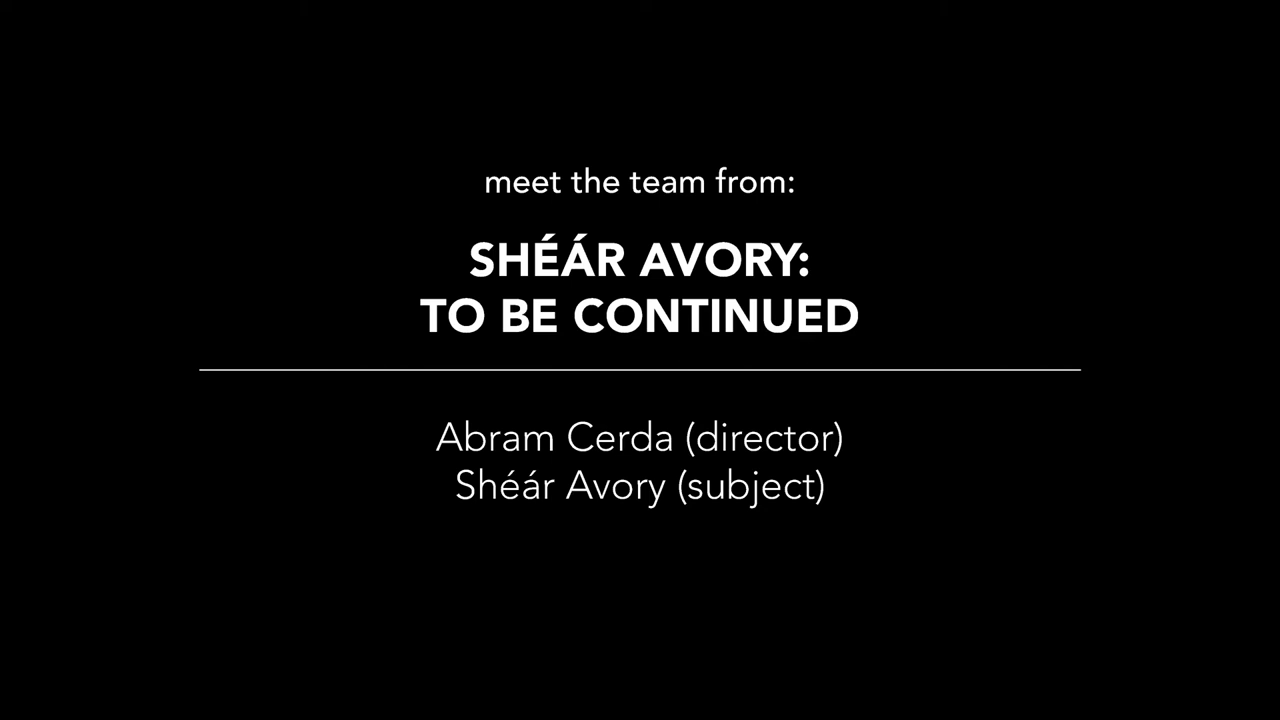 meet the team from:
SHÉÁR AVORY:
TO BE CONTINUED
Abram Cerda (director)
Shéár Avory (subject)